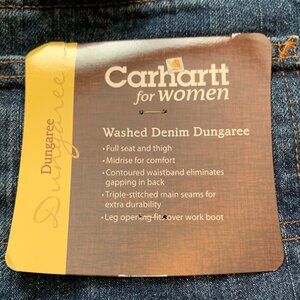 Carhartt
for women
Dungaree
Dungaree
Washed Denim Dungaree
• Full seat and thigh
• Midrise for comfort
• Contoured waistband eliminates
gapping in back
• Triple-stitched main seams for
extra durability
• Leg opening fits over work boot